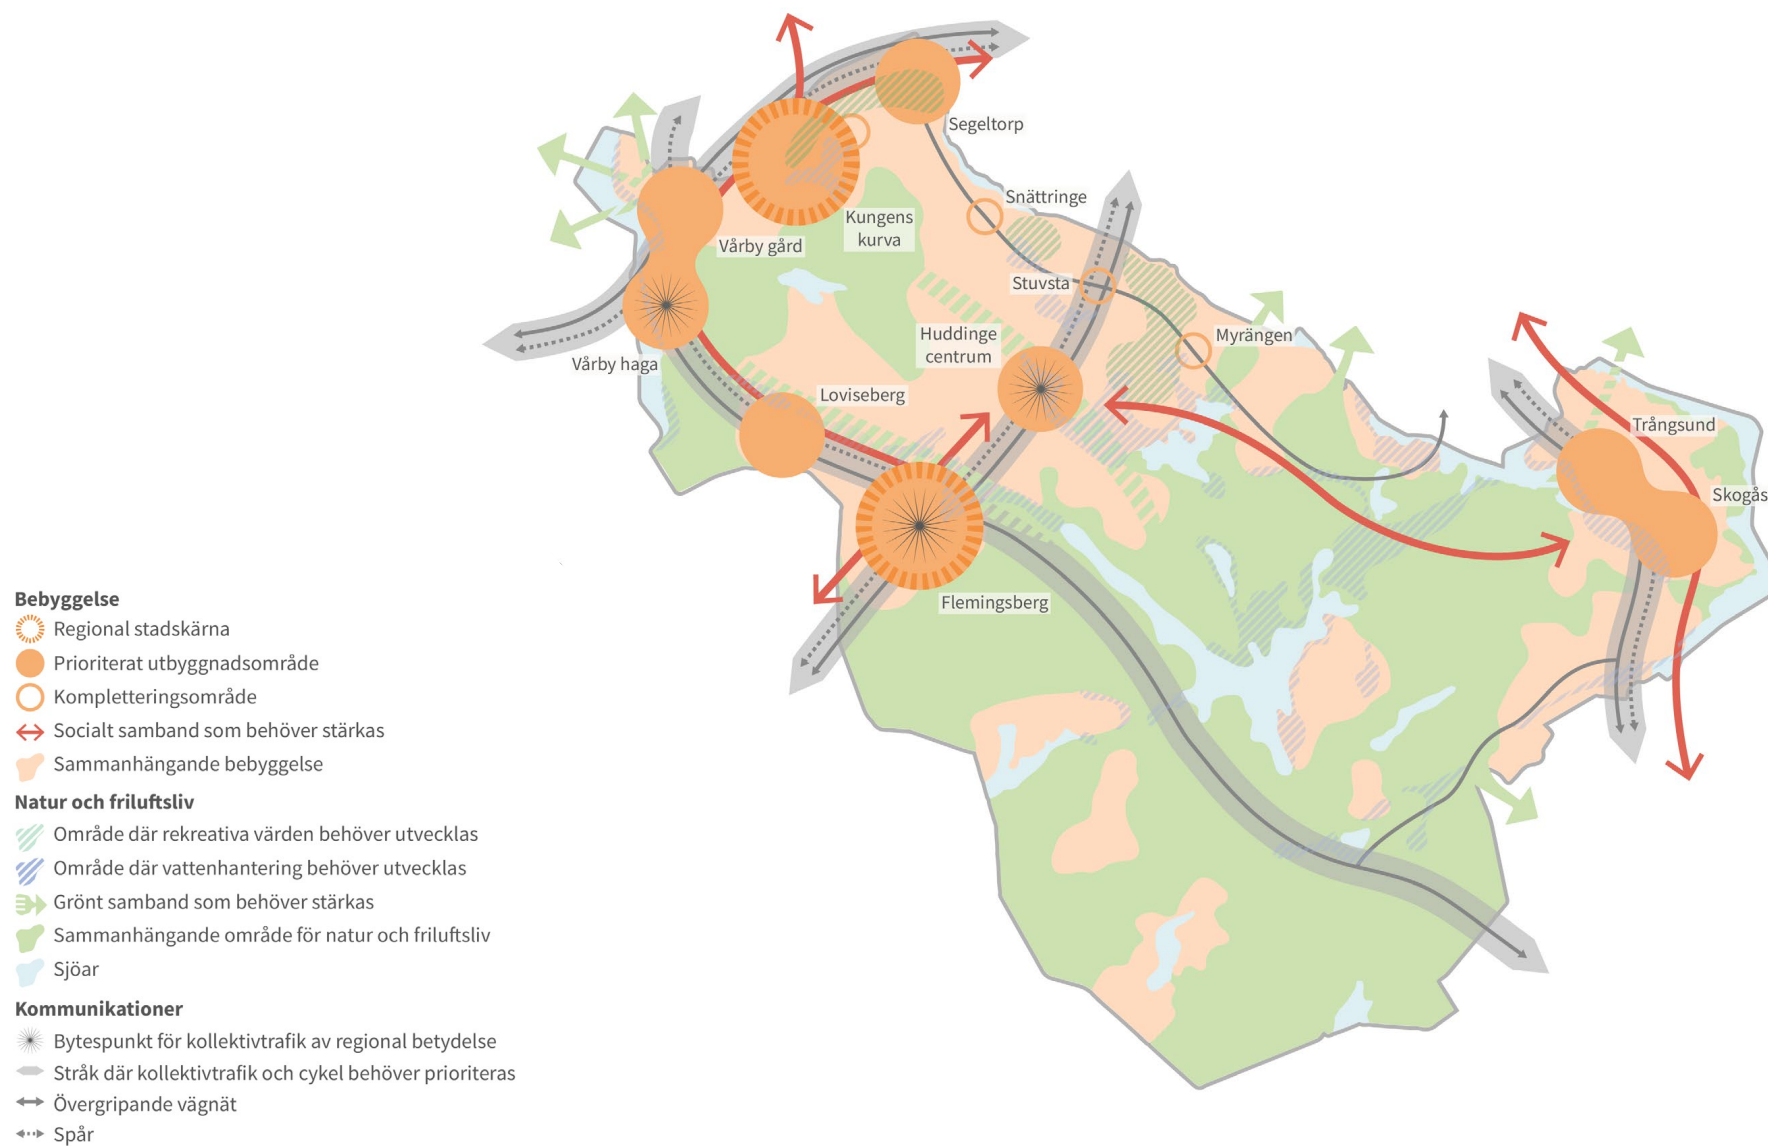 Segeltorp
Snättringe
Kungens
kurva
Vårby gård
Stuvsta
Huddinge
centrum
Myrängen
Vårby haga
Loviseberg
Trångsund
Skogås
Flemingsberg
Bebyggelse
Regional stadskärna
Prioriterat utbyggnadsområde
Kompletteringsområde
Socialt samband som behöver stärkas
Sammanhängande bebyggelse
Natur och friluftsliv
Område där rekreativa värden behöver utvecklas
Område där vattenhantering behöver utvecklas
Grönt samband som behöver stärkas
Sammanhängande område för natur och friluftsliv
Sjöar
Kommunikationer
Bytespunkt för kollektivtrafik av regional betydelse
Stråk där kollektivtrafik och cykel behöver prioriteras
Övergripande vägnät
Spår